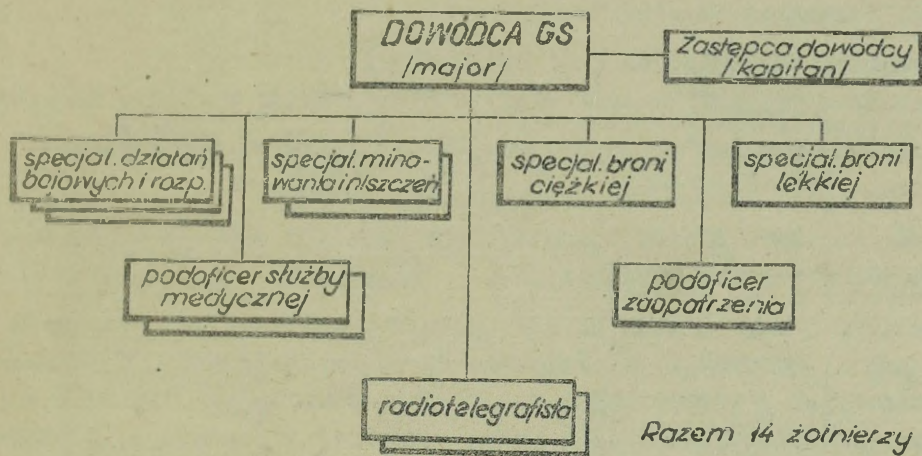 DOWÓDCA GS
/major/
Zastępca dowódcy
/kapitan/
specjal. działań
bojowych i rozp.
specjal. mino-
wania i niszczeń
specjal. broni
ciężkiej
specjal. broni
lekkiej
podoficer służby
medycznej
podoficer
zaopatrzenia
radiotelegrafista
Razem 14 żołnierzy